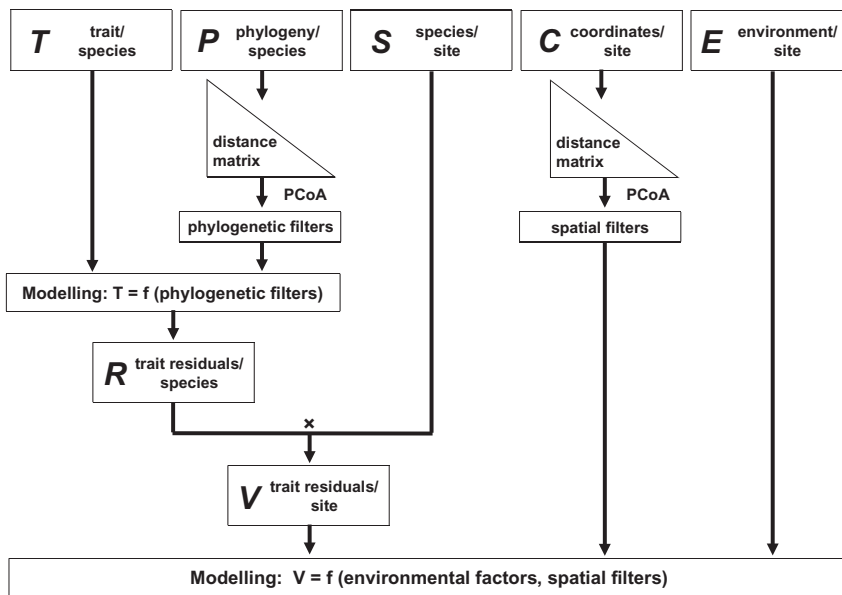 T trait/
species
P phylogeny/
species
S species/
site
C coordinates/
site
E environment/
site
distance
matrix
distance
matrix
PCoA
PCoA
phylogenetic filters
spatial filters
Modelling: T = f (phylogenetic filters)
R trait residuals/
species
×
V trait residuals/
site
Modelling: V = f (environmental factors, spatial filters)